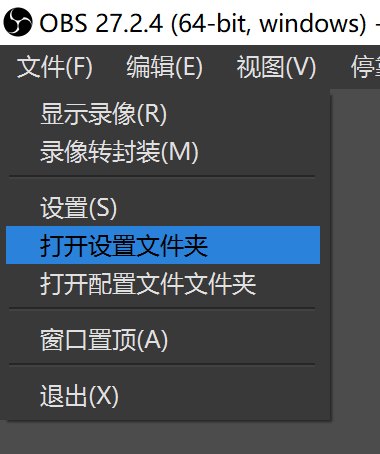 OBS 27.2.4 (64-bit, windows) -
文件(F) 编辑(E) 视图(V) 停
显示录像(R)
录像转封装(M)
设置(S)
打开设置文件夹
打开配置文件文件夹
窗口置顶(A)
退出(X)